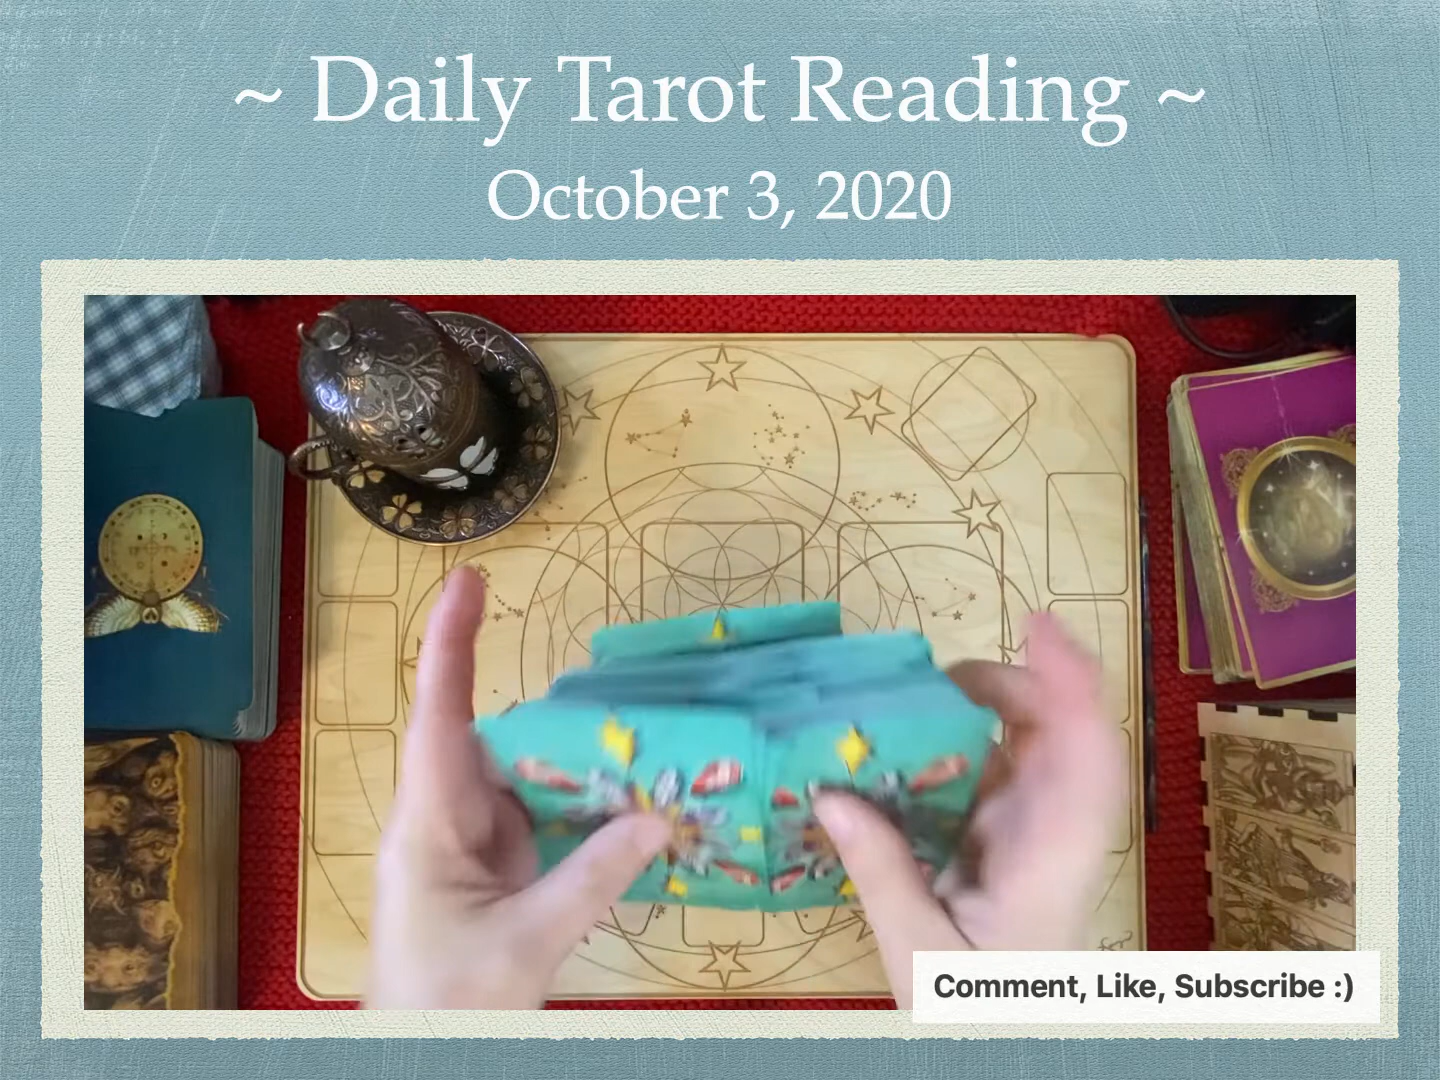 ~ Daily Tarot Reading ~
October 3, 2020
Comment, Like, Subscribe :)